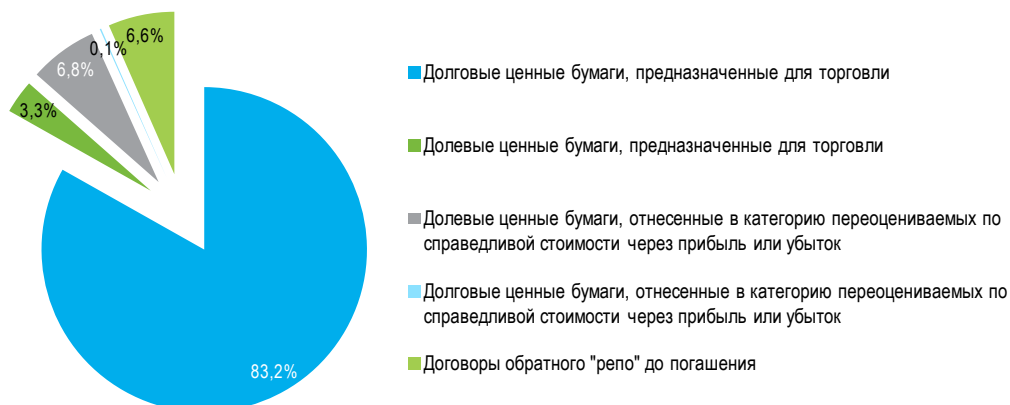 6,6%
0,1%
6,8%
3,3%
83,2%
Долговые ценные бумаги, предназначенные для торговли
Долевые ценные бумаги, предназначенные для торговли
Долевые ценные бумаги, отнесенные в категорию переоцениваемых по
справедливой стоимости через прибыль или убыток
Долговые ценные бумаги, отнесенные в категорию переоцениваемых по
справедливой стоимости через прибыль или убыток
Договоры обратного "репо" до погашения